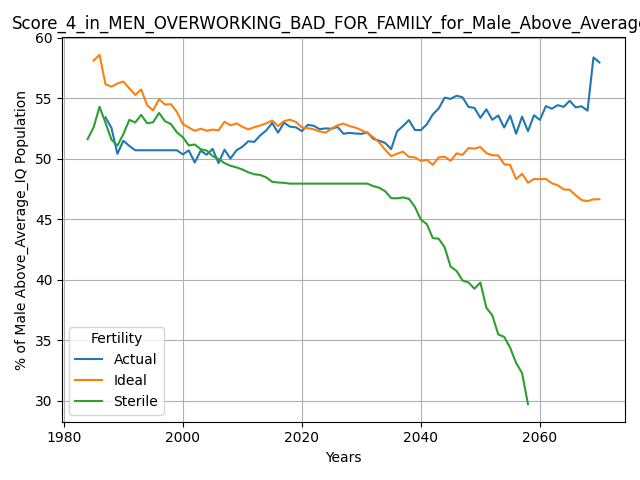 Score_4_in_MEN_OVERWORKING_BAD_FOR_FAMILY_for_Male_Above_Average
% of Male Above_Average_IQ Population
60
55
50
45
40
35
30
Fertility
Actual
Ideal
Sterile
1980
2000
2020
2040
2060
Years